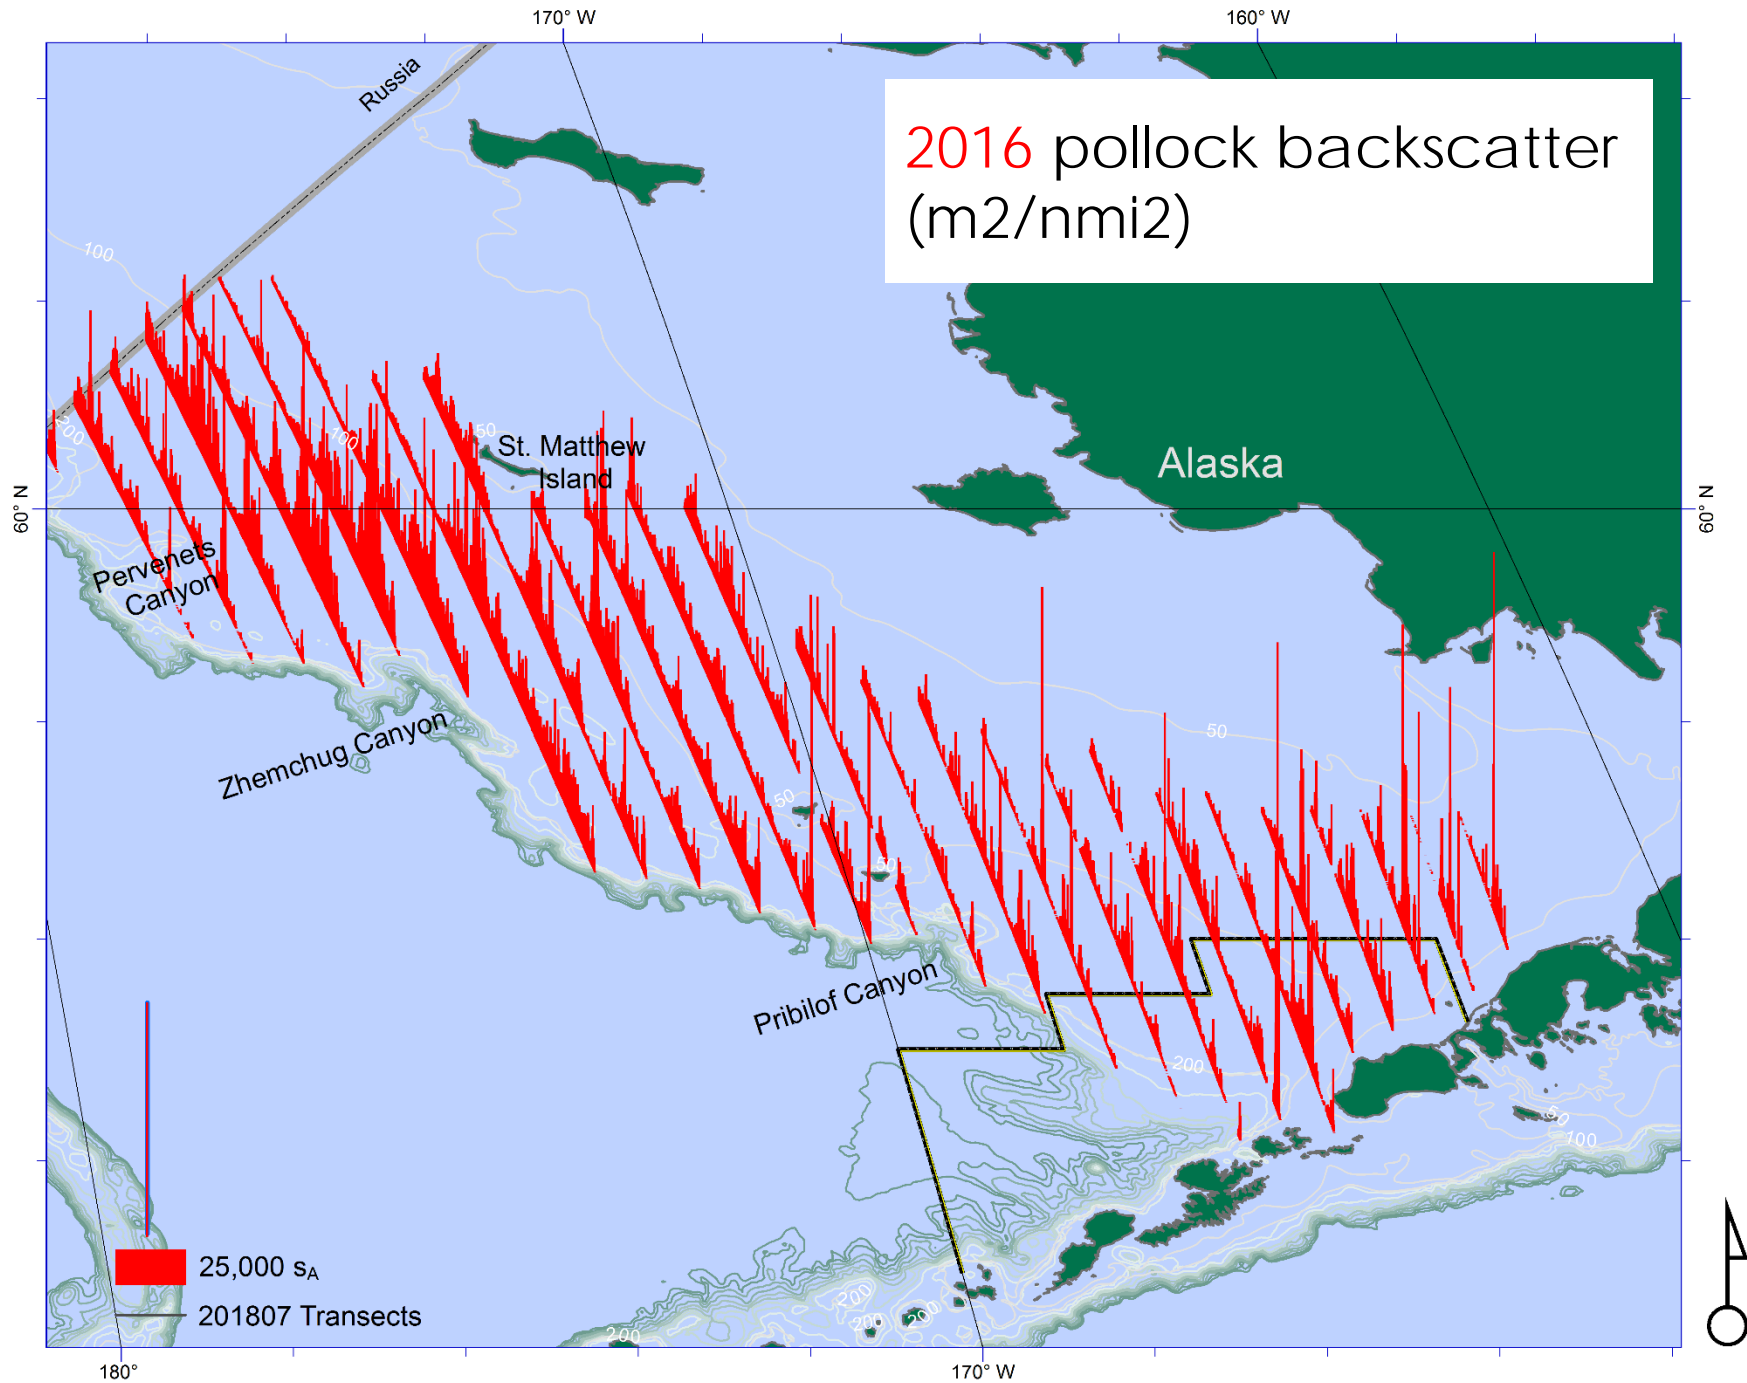 170° W
160° W
Russia
2016 pollock backscatter
(m2/nmi2)
100
200
100
50
St. Matthew
Island
Alaska
60° N
60° N
Pervenets
Canyon
Zhemchug Canyon
50
50
50
Pribilof Canyon
200
50
100
25,000 sA
201807 Transects
200
200
200
200
180°
170° W